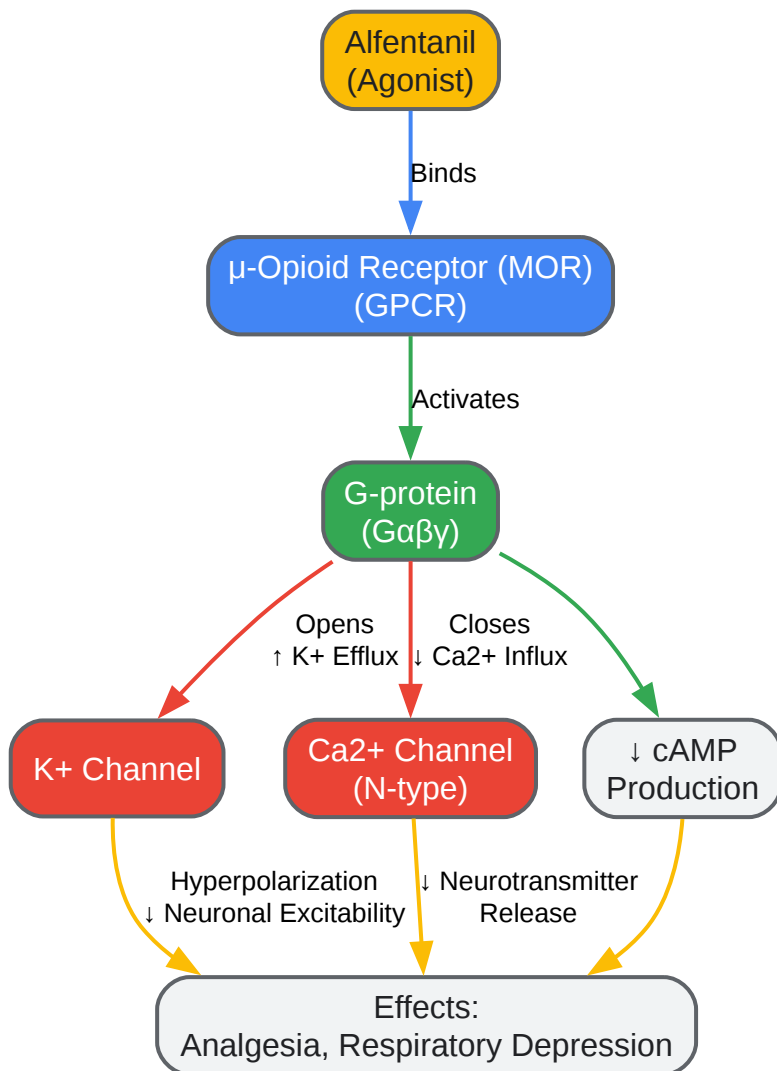 Alfentanil
(Agonist)
Binds
μ-Opioid Receptor (MOR)
(GPCR)
Activates
G-protein
(Gαβγ)
Opens
↑ K+ Efflux
Closes
↓ Ca2+ Influx
K+ Channel
Ca2+ Channel
(N-type)
↓ cAMP
Production
Hyperpolarization
↓ Neuronal Excitability
↓ Neurotransmitter
Release
Effects:
Analgesia, Respiratory Depression